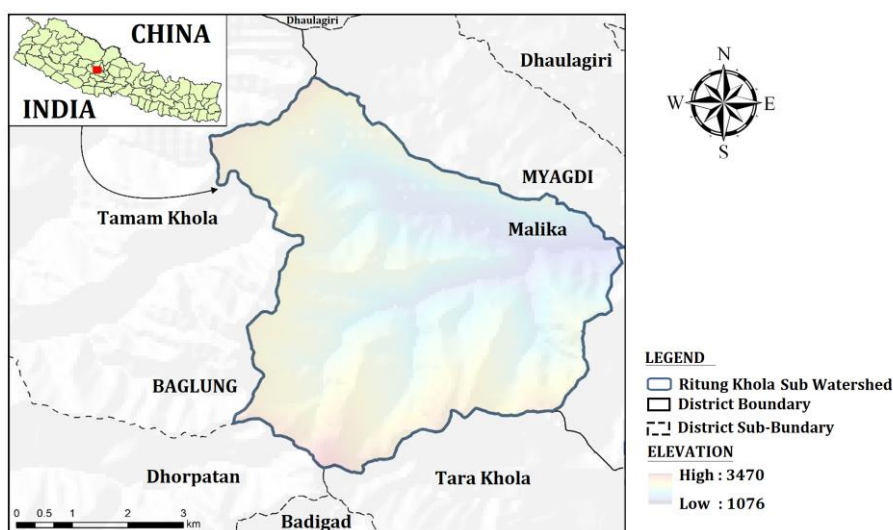 CHINA
INDIA
Dhaulagiri
Dhaulagiri
N
W E
S
MYAGDI
Tamam Khola
Malika
BAGLUNG
Dhorpatan
Tara Khola
Badigad
0 0.5 1 2 3
km
LEGEND
Ritung Khola Sub Watershed
District Boundary
District Sub-Bundary
ELEVATION
High : 3470
Low : 1076